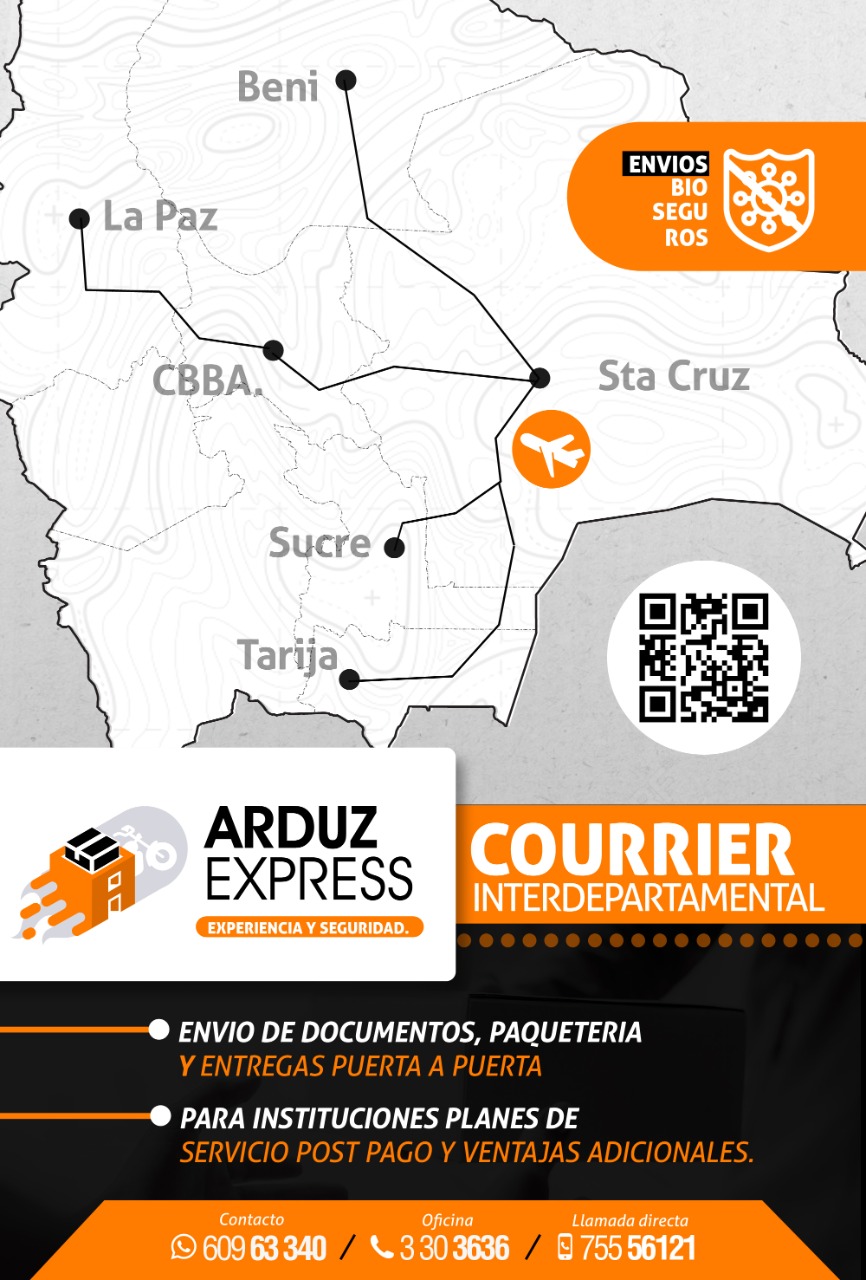 Beni
ENVIOS
BIO
SEGU
ROS
La Paz
CBBA.
Sta Cruz
Sucre
Tarija
ARDUZ
EXPRESS
EXPERIENCIA Y SEGURIDAD.
COURRIER
INTERDEPARTAMENTAL
ENVIO DE DOCUMENTOS, PAQUETERIA
Y ENTREGAS PUERTA A PUERTA
PARA INSTITUCIONES PLANES DE
SERVICIO POST PAGO Y VENTAJAS ADICIONALES.
Contacto
609 63 340
/
Oficina
3 30 3636
/
Llamada directa
755 56121